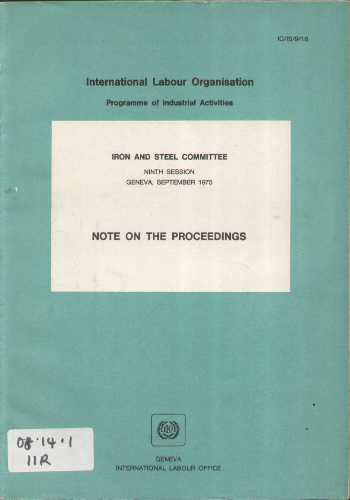 IC/IS/9/16
International Labour Organisation
Programme of Industrial Activities
IRON AND STEEL COMMITTEE
NINTH SESSION
GENEVA, SEPTEMBER 1975
NOTE ON THE PROCEEDINGS
08.14.1
11R
GENEVA
INTERNATIONAL LABOUR OFFICE